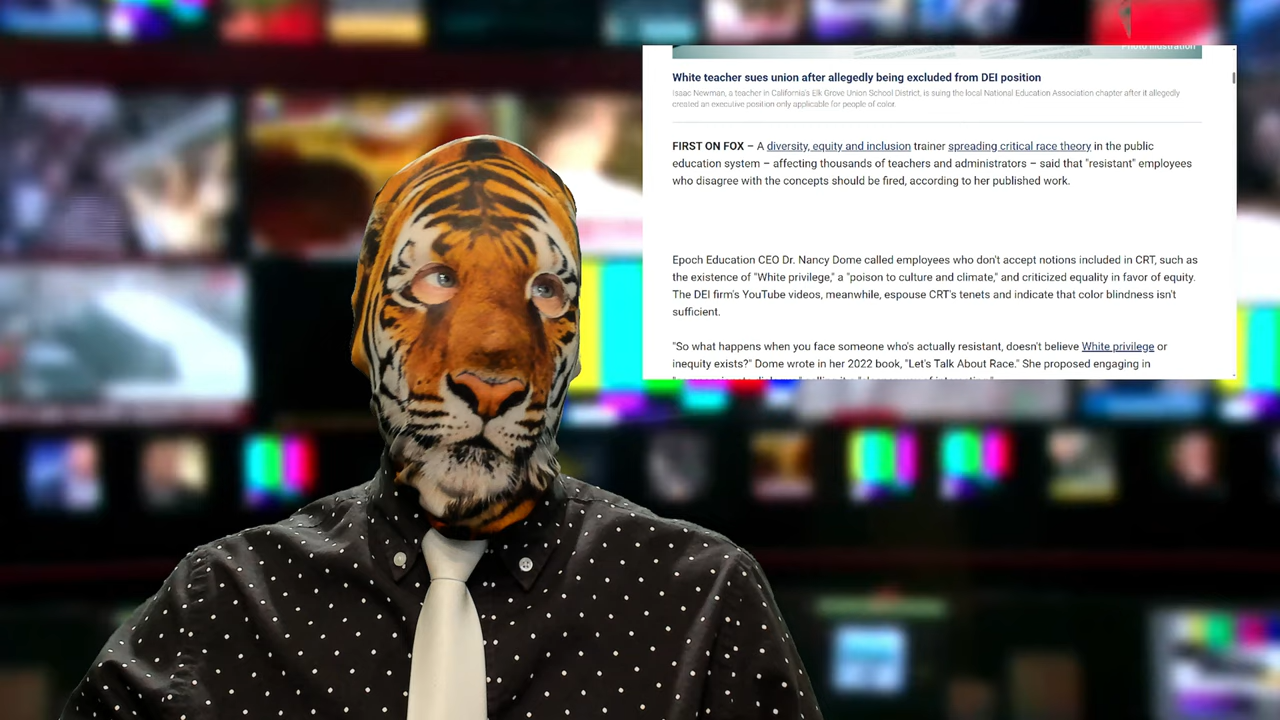 Photo Illustration
White teacher sues union after allegedly being excluded from DEI position
Isaac Newman, a teacher in California's Elk Grove Union School District, is suing the local National Education Association chapter after it allegedly
created an executive position only applicable for people of color.
FIRST ON FOX – A diversity, equity and inclusion trainer spreading critical race theory in the public
education system – affecting thousands of teachers and administrators – said that "resistant" employees
who disagree with the concepts should be fired, according to her published work.
Epoch Education CEO Dr. Nancy Dome called employees who don't accept notions included in CRT, such as
the existence of "White privilege," a "poison to culture and climate," and criticized equality in favor of equity.
The DEI firm's YouTube videos, meanwhile, espouse CRT's tenets and indicate that color blindness isn't
sufficient.
"So what happens when you face someone who's actually resistant, doesn't believe White privilege or
inequity exists?" Dome wrote in her 2022 book, "Let's Talk About Race." She proposed engaging in